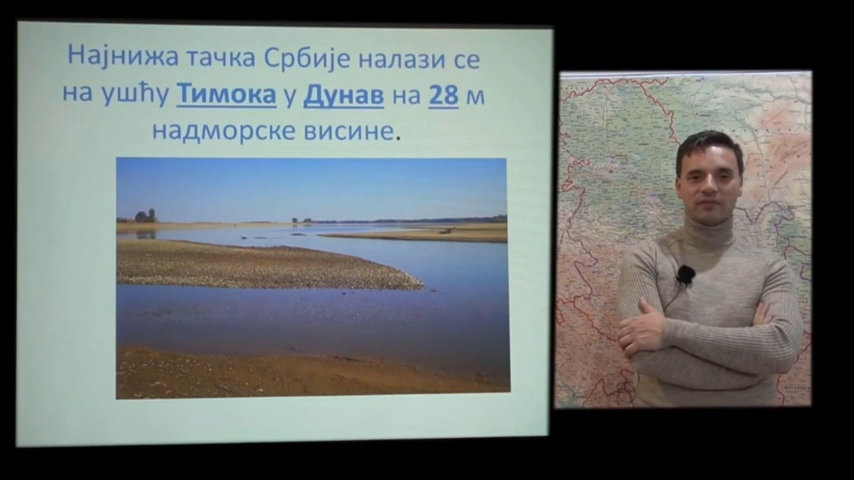 Најнижа тачка Србије налази се
на ушћу Тимока у Дунав на 28 м
надморске висине.